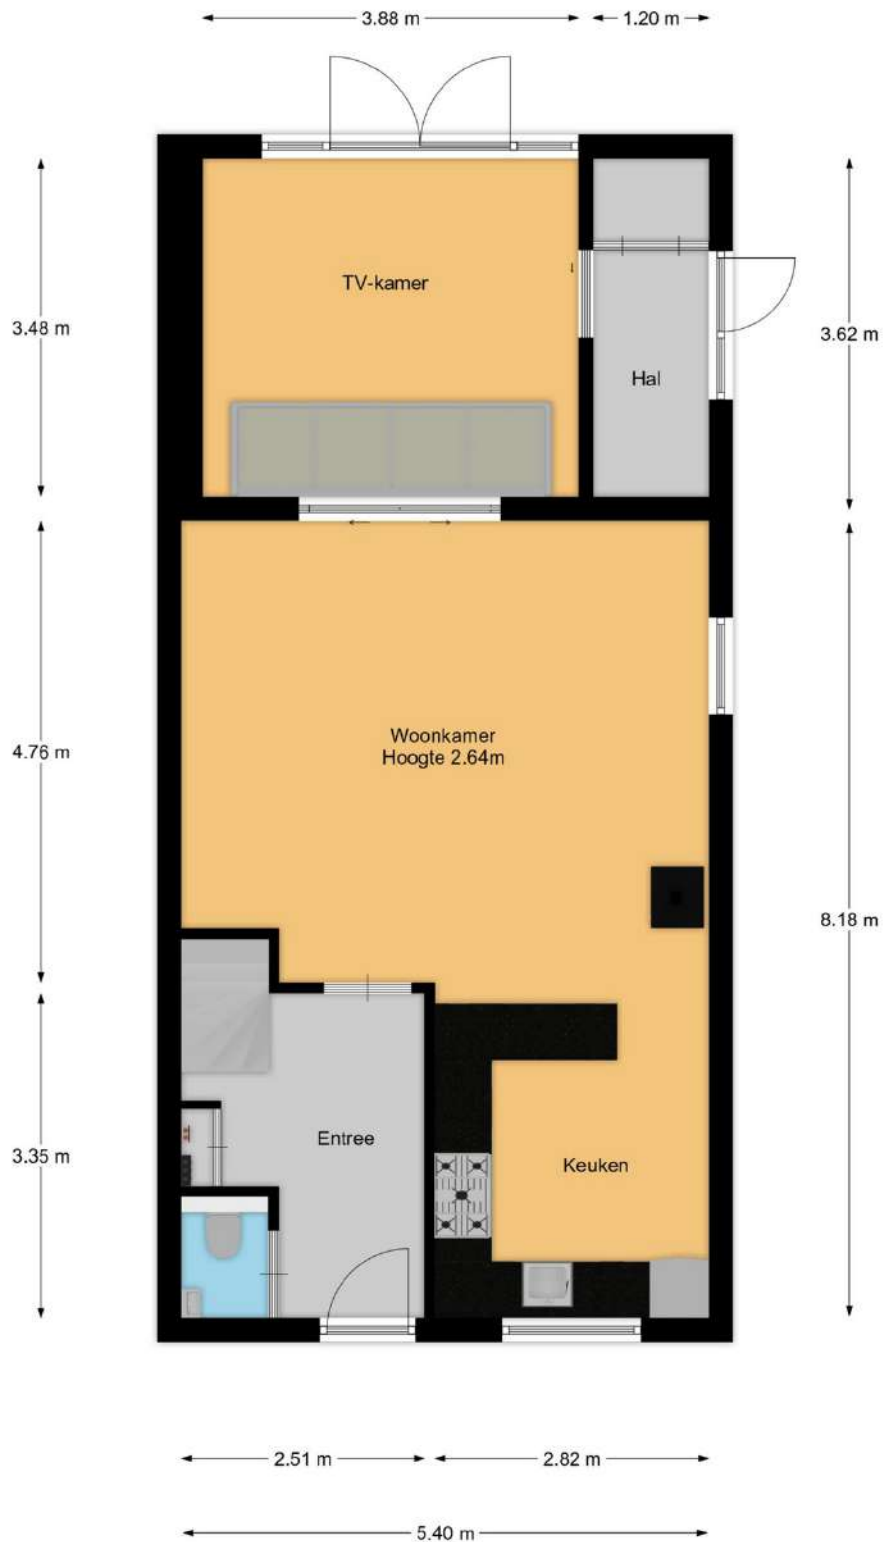 3.88 m
1.20 m
TV-kamer
3.48 m
3.62 m
Hal
Woonkamer
Hoogte 2.64m
4.76 m
8.18 m
Entree
3.35 m
Keuken
2.51 m
2.82 m
5.40 m